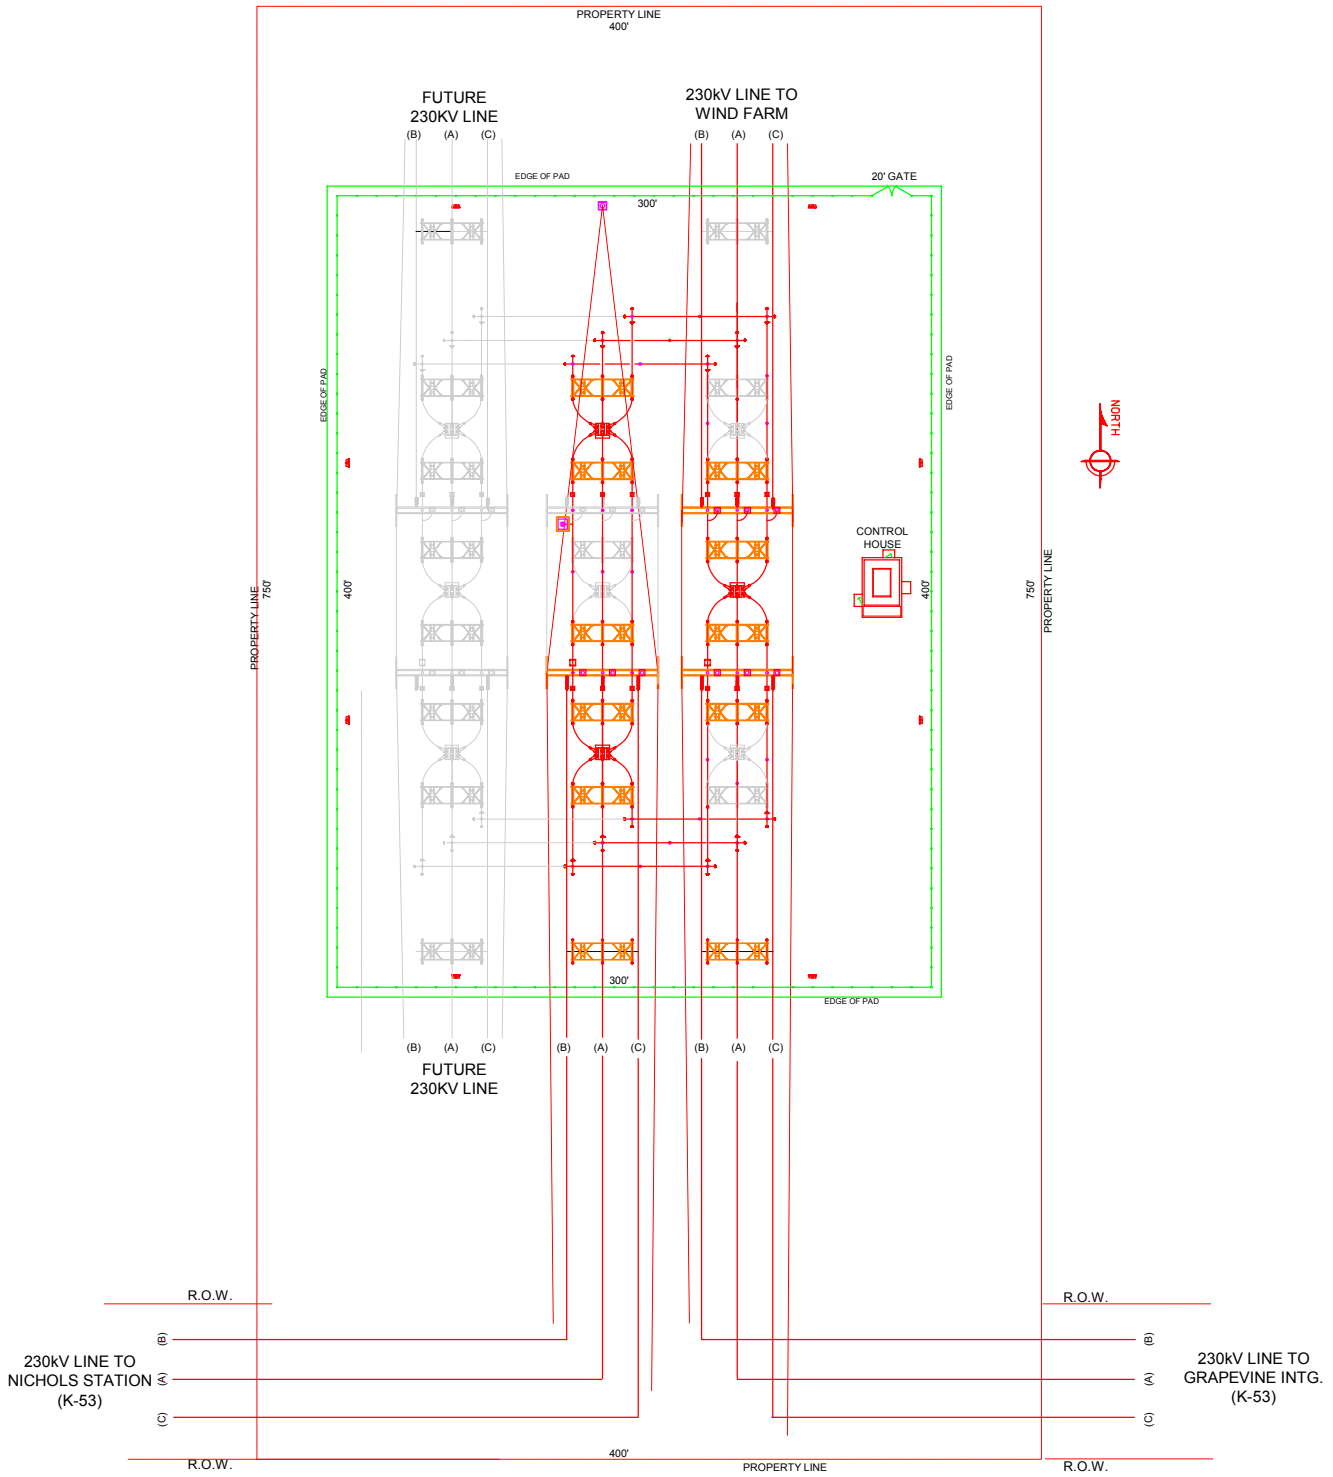 PROPERTY LINE
400'
FUTURE
230KV LINE
(B) (A) (C)
230kV LINE TO
WIND FARM
(B) (A) (C)
EDGE OF PAD
20' GATE
300'
EDGE OF PAD
EDGE OF PAD
NORTH
CONTROL
HOUSE
PROPERTY LINE
750'
400'
400'
750'
PROPERTY LINE
300'
EDGE OF PAD
(B) (A) (C)
(B) (A) (C)
(B) (A) (C)
FUTURE
230KV LINE
R.O.W.
R.O.W.
(B)
(B)
230kV LINE TO
NICHOLS STATION
(K-53)
(A)
(A)
230kV LINE TO
GRAPEVINE INTG.
(K-53)
(C)
(C)
400'
R.O.W.
PROPERTY LINE
R.O.W.